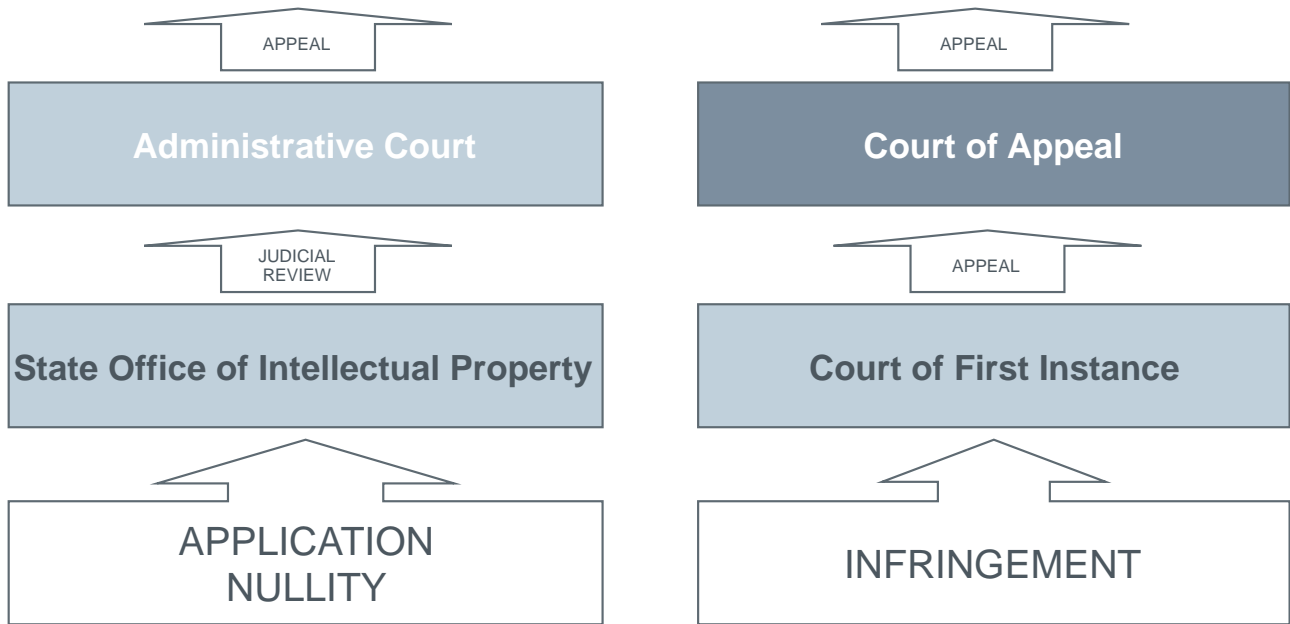 APPEAL
Administrative Court
JUDICIAL
REVIEW
State Office of Intellectual Property
APPLICATION
NULLITY
APPEAL
Court of Appeal
APPEAL
Court of First Instance
INFRINGEMENT